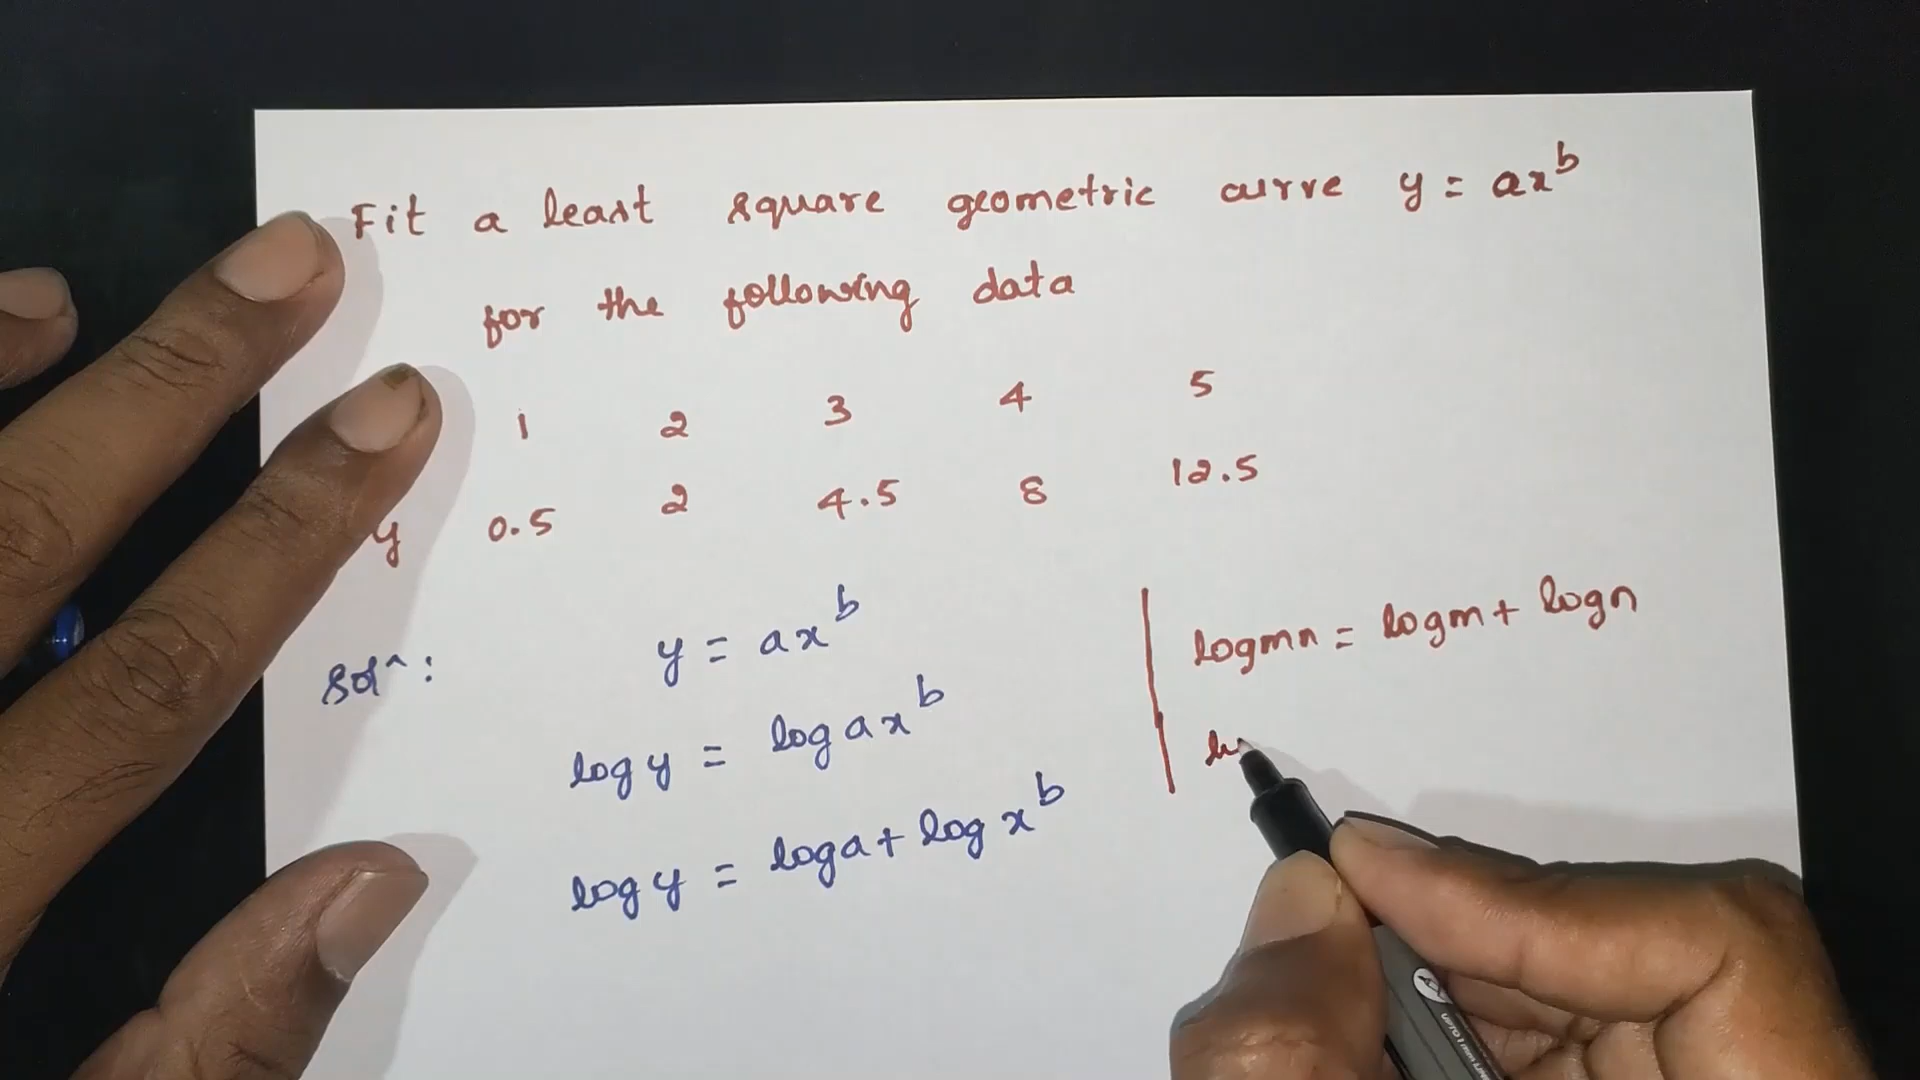 Fit a least square geometric curve y = ax^b
for the following data
1 2 3 4 5
y 0.5 2 4.5 8 12.5
Sol^n :
y = ax^b
log y = log ax^b
log y = log a + log x^b
log mn = log m + log n